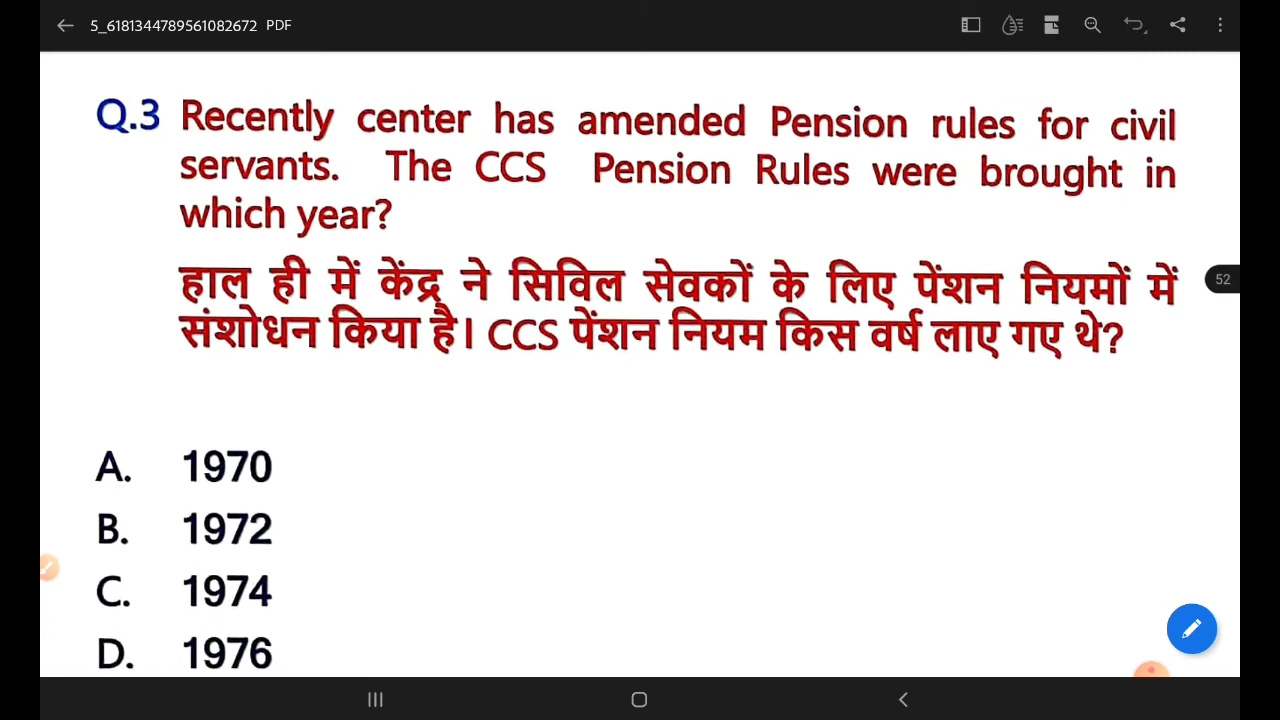 5_6181344789561082672 PDF
Q.3 Recently center has amended Pension rules for civil
servants. The CCS Pension Rules were brought in
which year?
हाल ही में केंद्र ने सिविल सेवकों के लिए पेंशन नियमों में
संशोधन किया है। CCS पेंशन नियम किस वर्ष लाए गए थे?
52
A. 1970
B. 1972
C. 1974
D. 1976